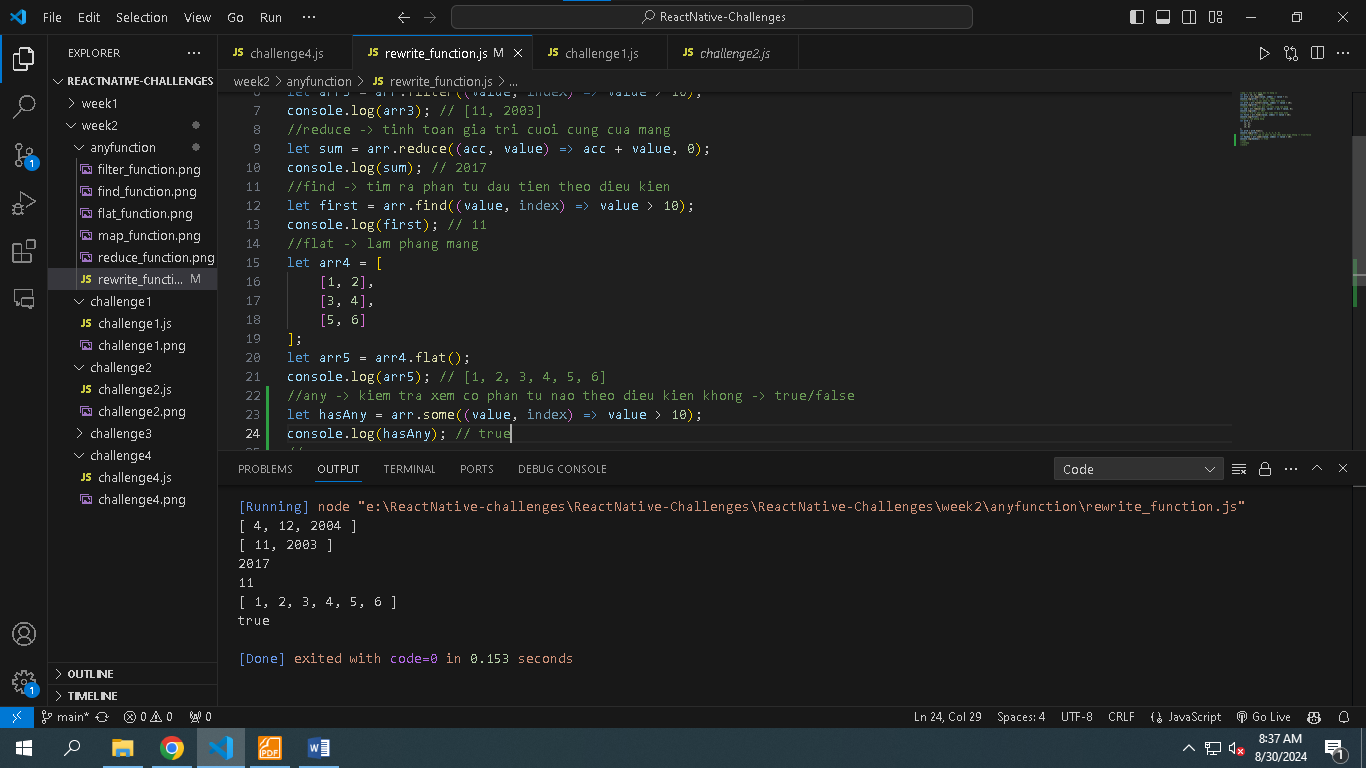 File Edit Selection View Go Run ··· ReactNative-Challenges
EXPLORER ···
REACTNATIVE-CHALLENGES
week1
week2
anyfunction
filter_function.png
find_function.png
flat_function.png
map_function.png
reduce_function.png
JS rewrite_functi... M
challenge1
JS challenge1.js
challenge1.png
challenge2
JS challenge2.js
challenge2.png
challenge3
challenge4
JS challenge4.js
challenge4.png
OUTLINE
TIMELINE
1
1
JS challenge4.js JS rewrite_function.js M JS challenge1.js JS challenge2.js
week2 > anyfunction > JS rewrite_function.js > ...
6 let arr3 = arr.filter((value, index) => value > 10);
7 console.log(arr3); // [11, 2003]
8 //reduce -> tinh toan gia tri cuoi cung cua mang
9 let sum = arr.reduce((acc, value) => acc + value, 0);
10 console.log(sum); // 2017
11 //find -> tim ra phan tu dau tien theo dieu kien
12 let first = arr.find((value, index) => value > 10);
13 console.log(first); // 11
14 //flat -> lam phang mang
15 let arr4 = [
16 [1, 2],
17 [3, 4],
18 [5, 6]
19 ];
20 let arr5 = arr4.flat();
21 console.log(arr5); // [1, 2, 3, 4, 5, 6]
22 //any -> kiem tra xem co phan tu nao theo dieu kien khong -> true/false
23 let hasAny = arr.some((value, index) => value > 10);
24 console.log(hasAny); // true
PROBLEMS OUTPUT TERMINAL PORTS DEBUG CONSOLE Code ···
[Running] node "e:\ReactNative-challenges\ReactNative-Challenges\ReactNative-Challenges\week2\anyfunction\rewrite_function.js"
[ 4, 12, 2004 ]
[ 11, 2003 ]
2017
11
[ 1, 2, 3, 4, 5, 6 ]
true
[Done] exited with code=0 in 0.153 seconds
main* 0 0 0 Ln 24, Col 29 Spaces: 4 UTF-8 CRLF JavaScript Go Live
PDF W
8:37 AM
8/30/2024
1